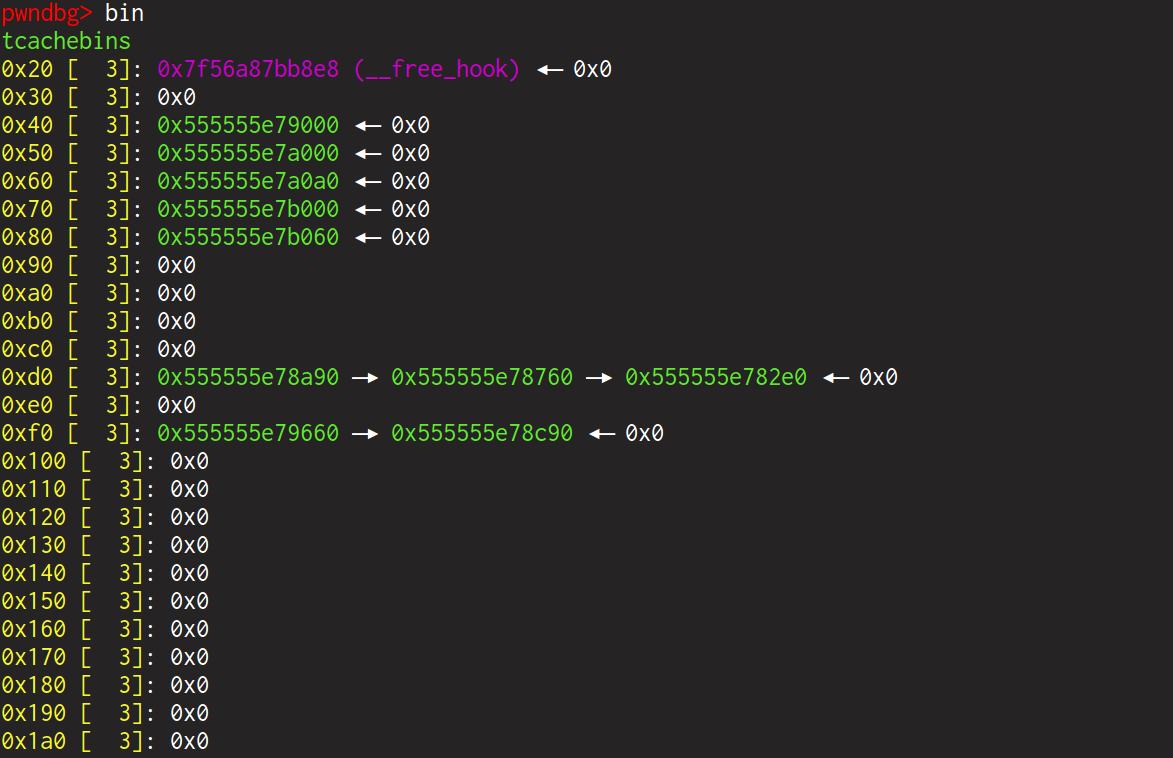 pwndbg> bin
tcachebins
0x20 [  3]: 0x7f56a87bb8e8 (__free_hook) ◂— 0x0
0x30 [  3]: 0x0
0x40 [  3]: 0x555555e79000 ◂— 0x0
0x50 [  3]: 0x555555e7a000 ◂— 0x0
0x60 [  3]: 0x555555e7a0a0 ◂— 0x0
0x70 [  3]: 0x555555e7b000 ◂— 0x0
0x80 [  3]: 0x555555e7b060 ◂— 0x0
0x90 [  3]: 0x0
0xa0 [  3]: 0x0
0xb0 [  3]: 0x0
0xc0 [  3]: 0x0
0xd0 [  3]: 0x555555e78a90 —▸ 0x555555e78760 —▸ 0x555555e782e0 ◂— 0x0
0xe0 [  3]: 0x0
0xf0 [  3]: 0x555555e79660 —▸ 0x555555e78c90 ◂— 0x0
0x100 [  3]: 0x0
0x110 [  3]: 0x0
0x120 [  3]: 0x0
0x130 [  3]: 0x0
0x140 [  3]: 0x0
0x150 [  3]: 0x0
0x160 [  3]: 0x0
0x170 [  3]: 0x0
0x180 [  3]: 0x0
0x190 [  3]: 0x0
0x1a0 [  3]: 0x0